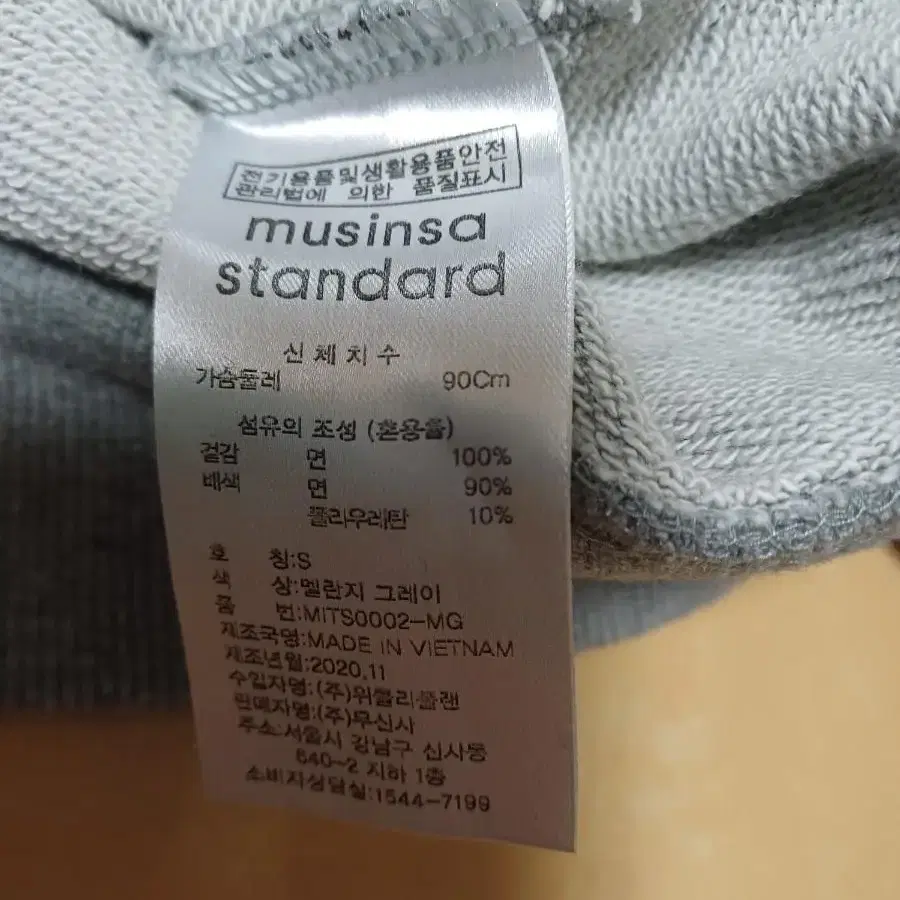 전기용품및생활용품안전
관리법에 의한 품질표시
musinsa
standard
신체치수
가슴둘레 90Cm
섬유의 조성 (혼용율)
겉감 면 100%
배색 면 90%
폴리우레탄 10%
호 칭:S
색 상:멜란지 그레이
품 번:MITS0002-MG
제조국명:MADE IN VIETNAM
제조년월:2020.11
수입자명:(주)위클리플랜
판매자명:(주)무신사
주소:서울시 강남구 신사동
640-2 지하 1층
소비자상담실:1544-7199